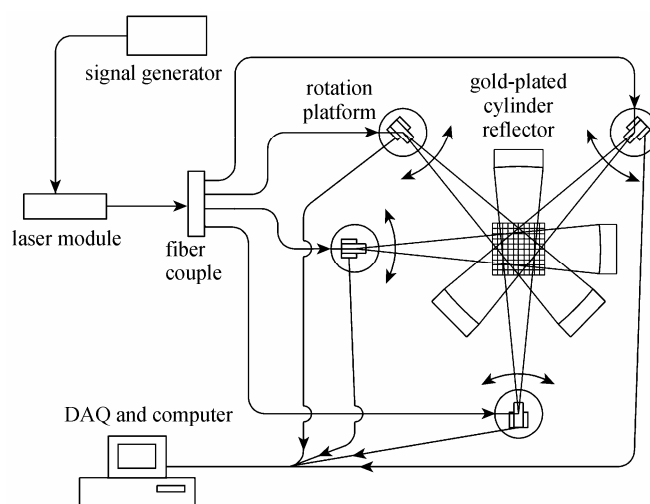 signal generator
rotation
platform
gold-plated
cylinder
reflector
laser module
fiber
couple
DAQ and computer